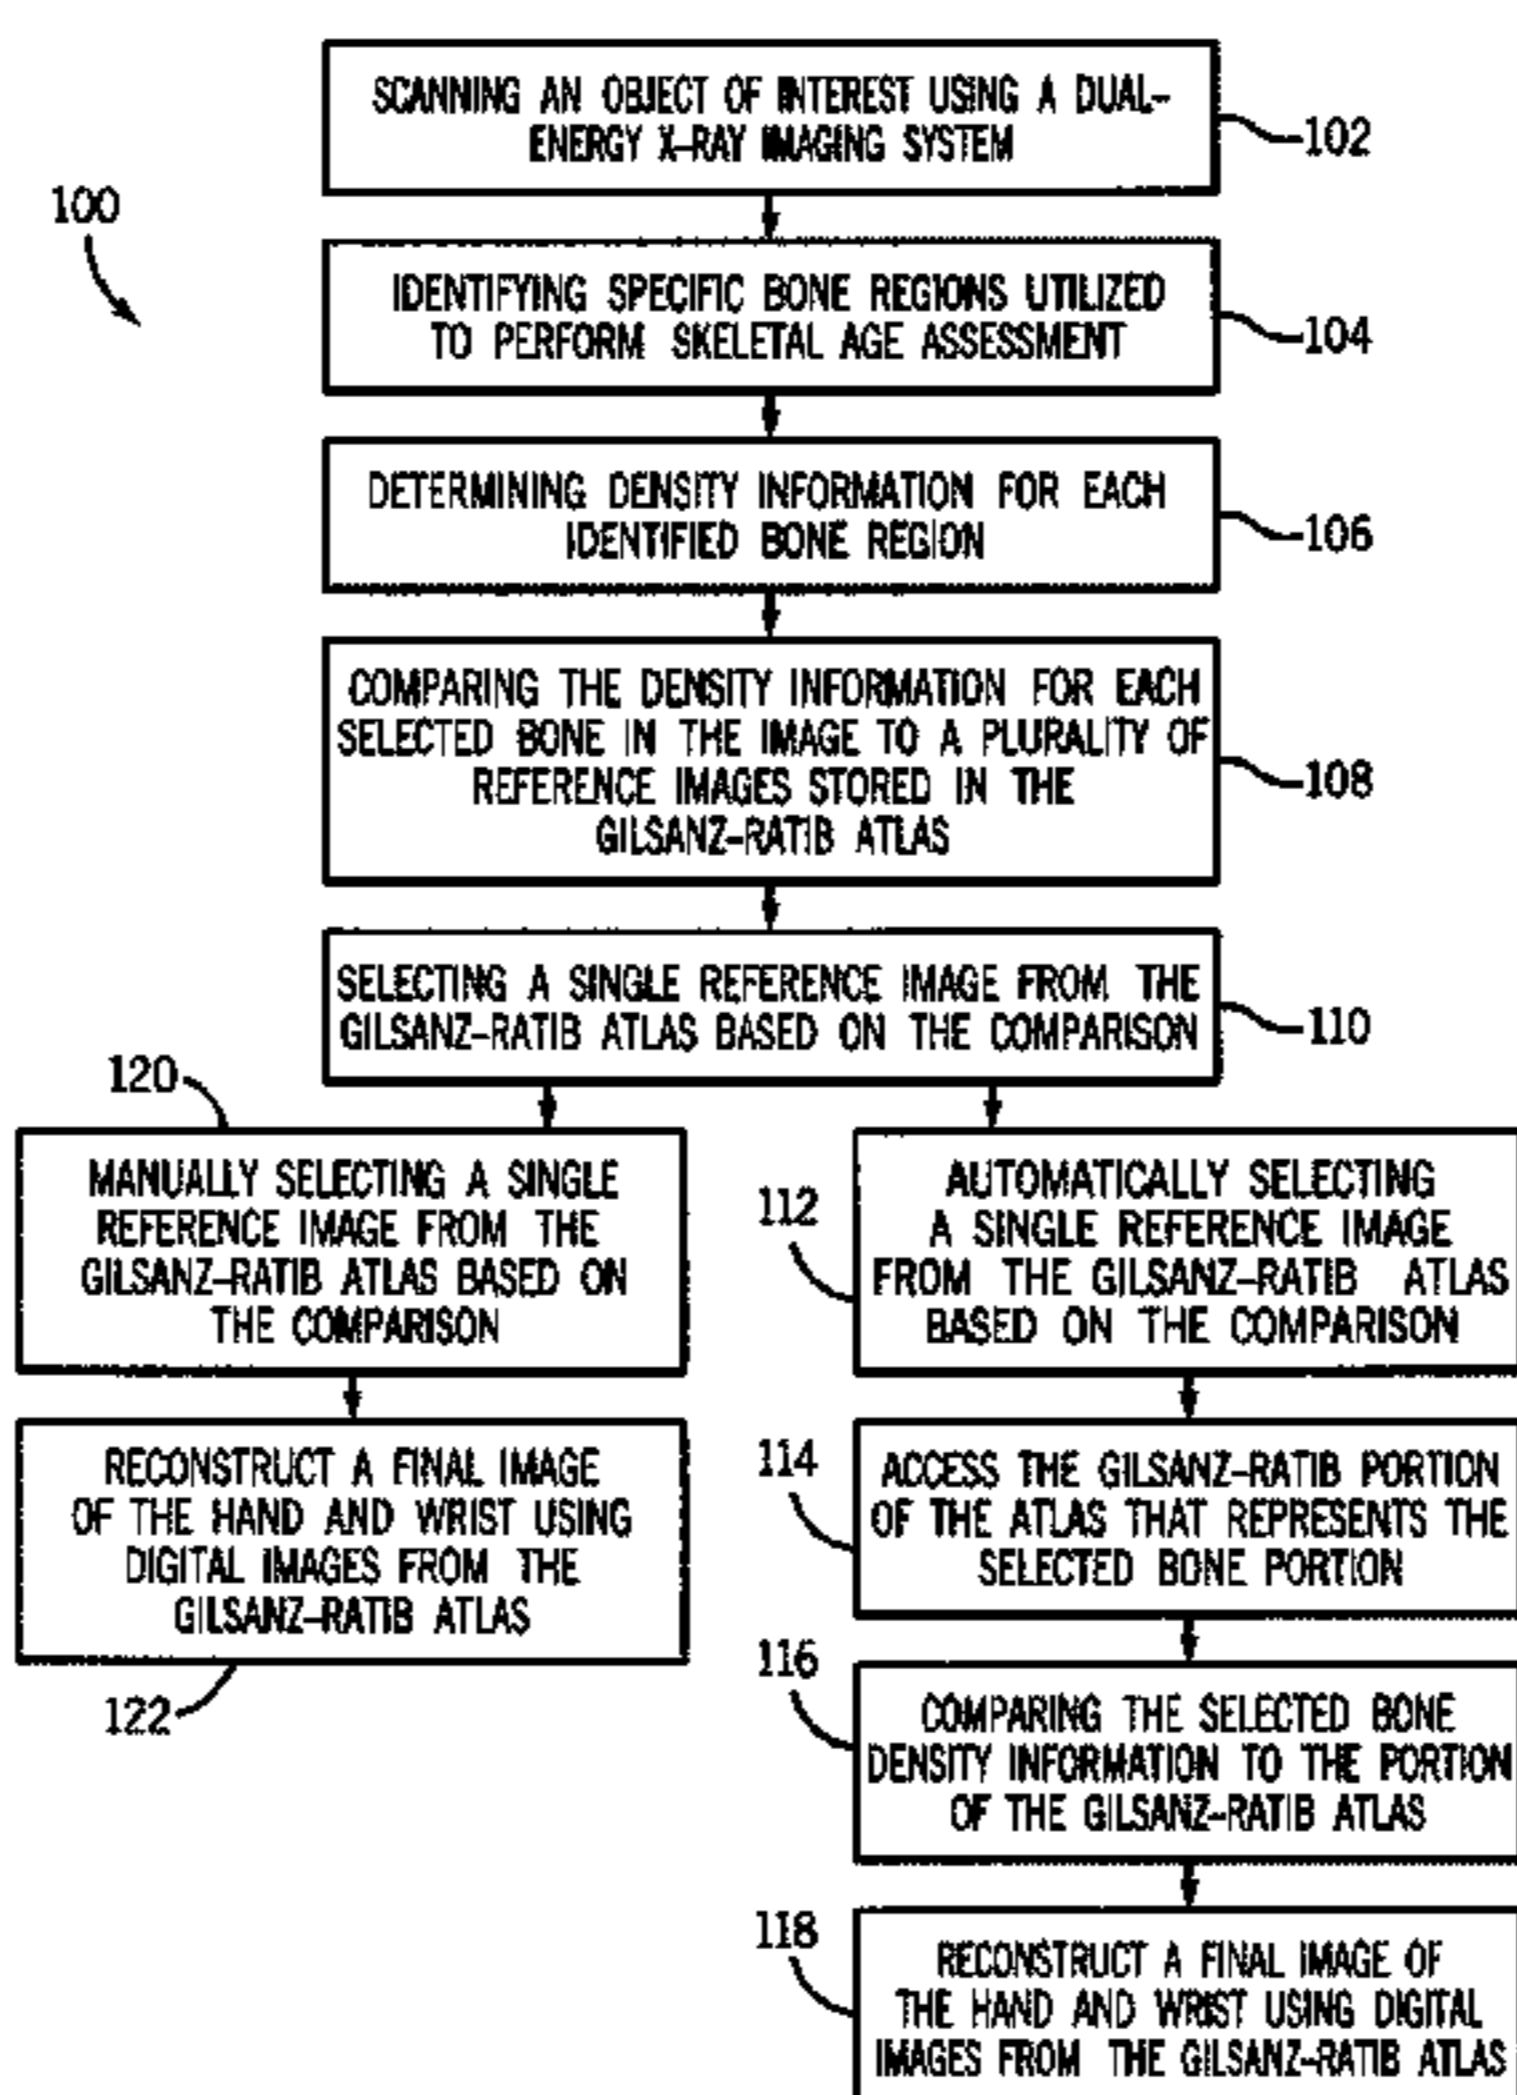 SCANNING AN OBJECT OF INTEREST USING A DUAL-
ENERGY X-RAY IMAGING SYSTEM
102
100
IDENTIFYING SPECIFIC BONE REGIONS UTILIZED
TO PERFORM SKELETAL AGE ASSESSMENT
104
DETERMINING DENSITY INFORMATION FOR EACH
IDENTIFIED BONE REGION
106
COMPARING THE DENSITY INFORMATION FOR EACH
SELECTED BONE IN THE IMAGE TO A PLURALITY OF
REFERENCE IMAGES STORED IN THE
GILSANZ-RATIB ATLAS
108
SELECTING A SINGLE REFERENCE IMAGE FROM THE
GILSANZ-RATIB ATLAS BASED ON THE COMPARISON
110
120
MANUALLY SELECTING A SINGLE
REFERENCE IMAGE FROM THE
GILSANZ-RATIB ATLAS BASED ON
THE COMPARISON
112
AUTOMATICALLY SELECTING
A SINGLE REFERENCE IMAGE
FROM THE GILSANZ-RATIB ATLAS
BASED ON THE COMPARISON
RECONSTRUCT A FINAL IMAGE
OF THE HAND AND WRIST USING
DIGITAL IMAGES FROM THE
GILSANZ-RATIB ATLAS
122
114
ACCESS THE GILSANZ-RATIB PORTION
OF THE ATLAS THAT REPRESENTS THE
SELECTED BONE PORTION
116
COMPARING THE SELECTED BONE
DENSITY INFORMATION TO THE PORTION
OF THE GILSANZ-RATIB ATLAS
118
RECONSTRUCT A FINAL IMAGE OF
THE HAND AND WRIST USING DIGITAL
IMAGES FROM THE GILSANZ-RATIB ATLAS